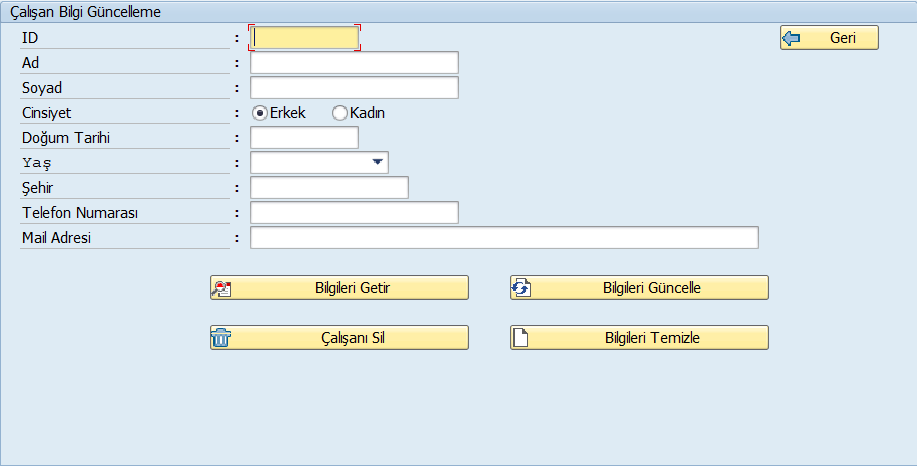 Çalışan Bilgi Güncelleme
ID :
Geri
Ad :
Soyad :
Cinsiyet : Erkek Kadın
Doğum Tarihi :
Yaş :
Şehir :
Telefon Numarası :
Mail Adresi :
Bilgileri Getir Bilgileri Güncelle
Çalışanı Sil Bilgileri Temizle